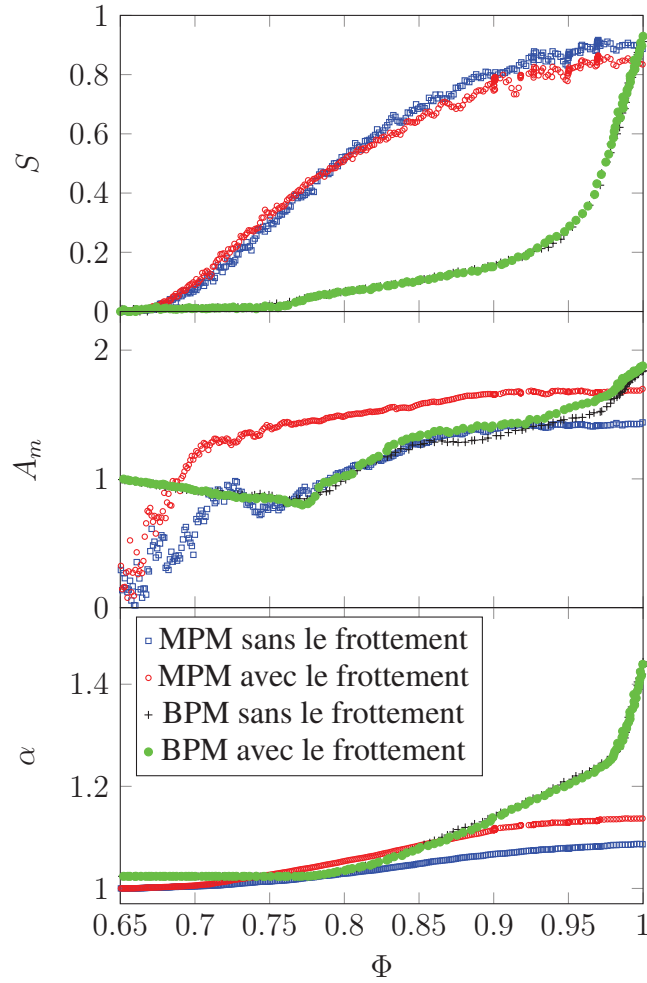 1
0.8
0.6
0.4
0.2
0
S
2
1
0
A_m
MPM sans le frottement
MPM avec le frottement
BPM sans le frottement
BPM avec le frottement
1.4
1.2
1
α
0.65 0.7 0.75 0.8 0.85 0.9 0.95 1
Φ